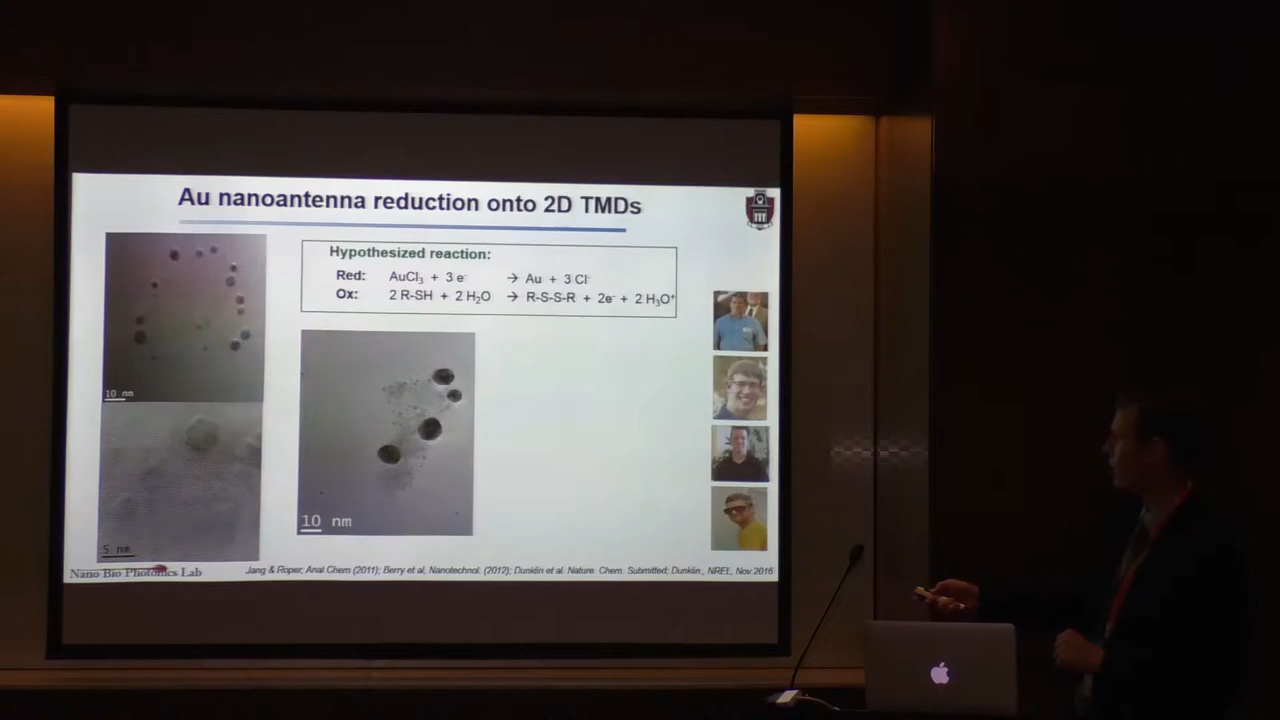 Au nanoantenna reduction onto 2D TMDs
Hypothesized reaction:
Red: AuCl₃ + 3 e⁻ → Au + 3 Cl⁻
Ox: 2 R-SH + 2 H₂O → R-S-S-R + 2e⁻ + 2 H₃O⁺
10 nm
5 nm
10 nm
Nano Bio Photonics Lab
Jang & Roper, Anal Chem (2011); Berry et al, Nanotechnol. (2012); Dunklin et al. Nature. Chem. Submitted; Dunklin., NREL, Nov 2016